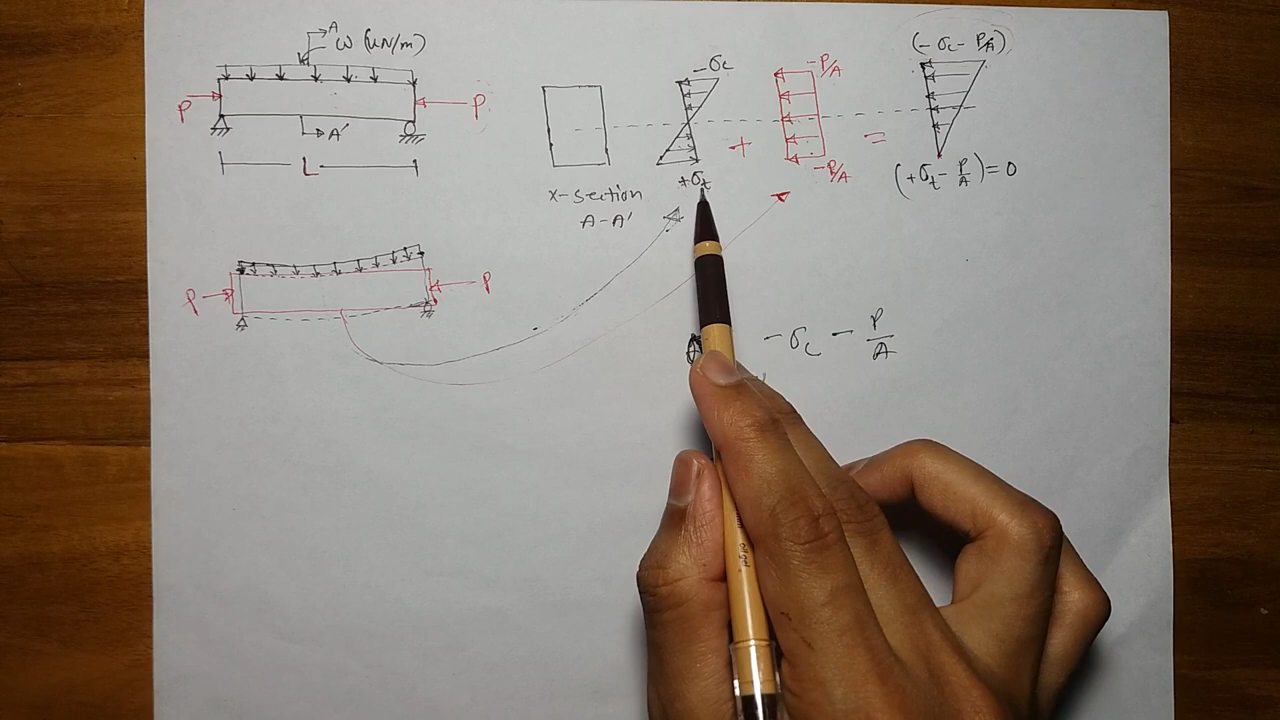 A
ω (kN/m)
P
P
A'
L
x-section
A-A'
-σc
+σt
+
-P/A
-P/A
=
(-σc - P/A)
(+σt - P/A) = 0
P
P
-σc - P/A